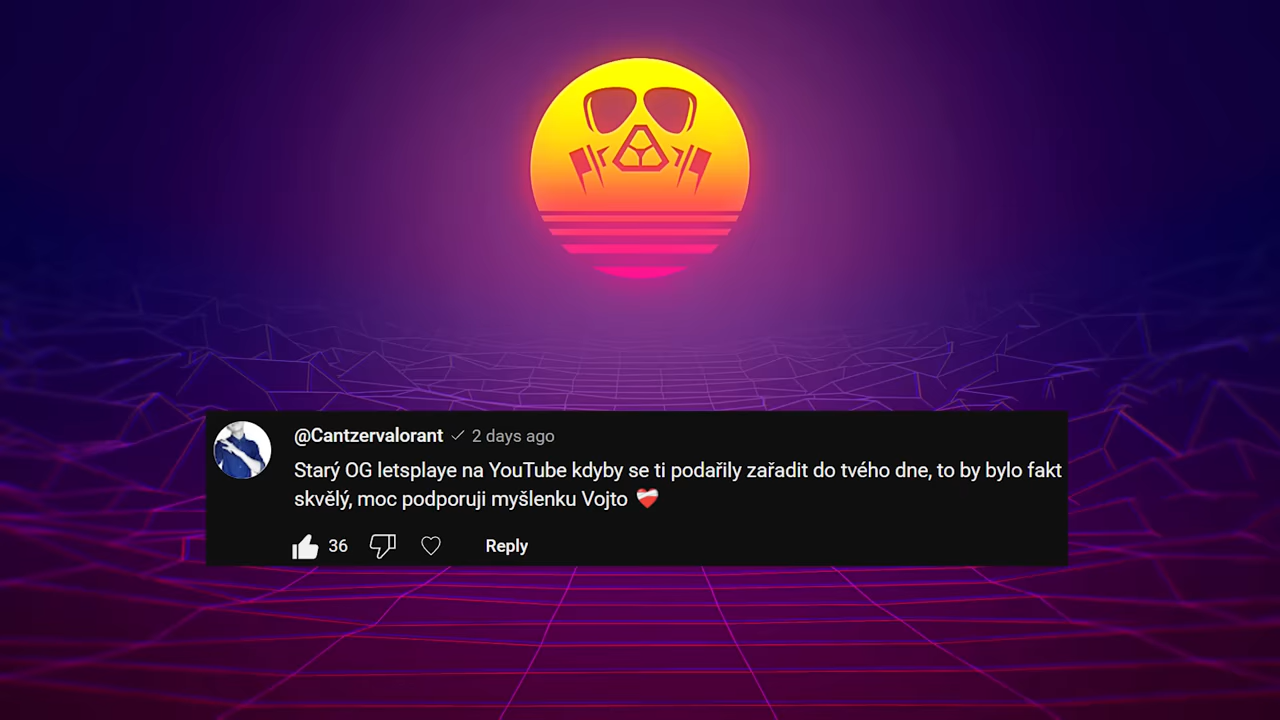 @Cantzervalorant 2 days ago
Starý OG letsplaye na YouTube kdyby se ti podařily zařadit do tvého dne, to by bylo fakt
skvělý, moc podporuji myšlenku Vojto ❤️‍🩹
36 Reply